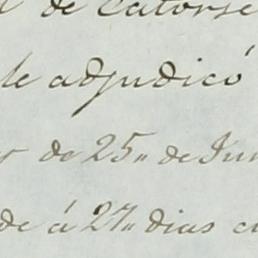 de catorse
le adjudicó
de 25,, de Jun
de á 27,, dias